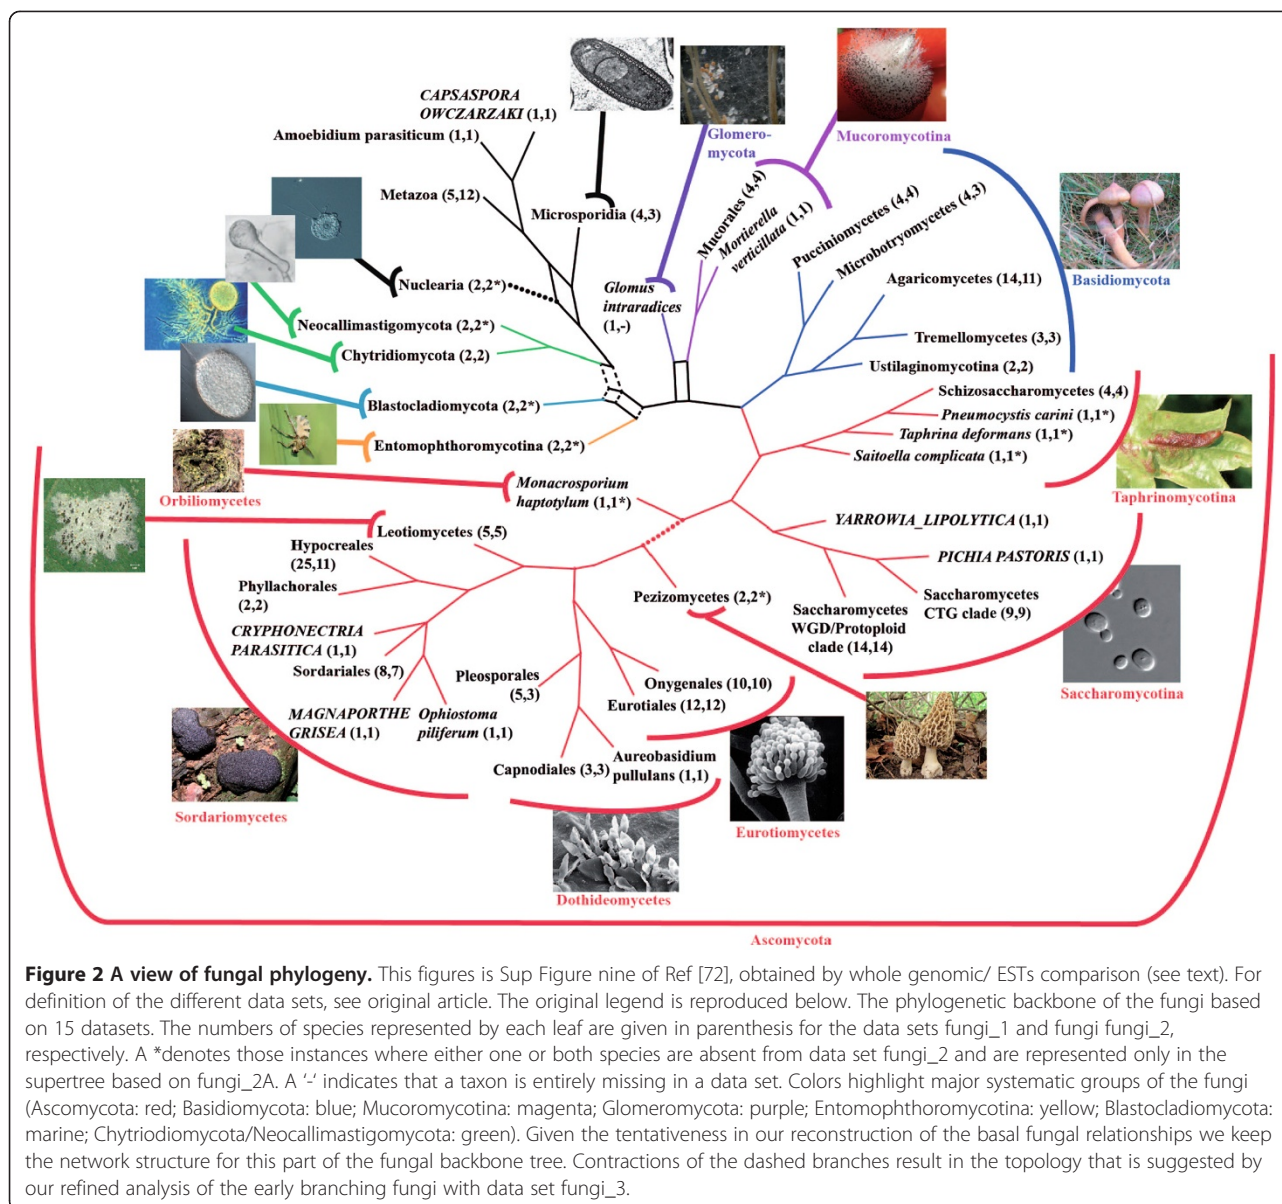 CAPSASPORA
OWCZARZAKI (1,1)
Amoebidium parasiticum (1,1)
Metazoa (5,12)
Microsporidia (4,3)
Nuclearia (2,2*)
Neocallimastigomycota (2,2*)
Chytridiomycota (2,2)
Blastocladiomycota (2,2*)
Entomophthoromycotina (2,2*)
Glomero-
mycota
Glomus
intraradices
(1,-)
Mucoromycotina
Mucorales (4,4)
Mortierella
verticillata (1,1)
Pucciniomycetes (4,4)
Microbotryomycetes (4,3)
Agaricomycetes (14,11)
Tremellomycetes (3,3)
Ustilaginomycotina (2,2)
Basidiomycota
Schizosaccharomycetes (4,4)
Pneumocystis carini (1,1*)
Taphrina deformans (1,1*)
Saitoella complicata (1,1*)
Taphrinomycotina
Orbiliomycetes
Monacrosporium
haptotylum (1,1*)
YARROWIA_LIPOLYTICA (1,1)
PICHIA PASTORIS (1,1)
Saccharomycetes
CTG clade (9,9)
Saccharomycetes
WGD/Protoploid
clade (14,14)
Saccharomycotina
Leotiomycetes (5,5)
Hypocreales
(25,11)
Phyllachorales
(2,2)
CRYPHONECTRIA
PARASITICA (1,1)
Sordariales (8,7)
MAGNAPORTHE
GRISEA (1,1)
Ophiostoma
piliferum (1,1)
Sordariomycetes
Pezizomycetes (2,2*)
Pleosporales
(5,3)
Onygenales (10,10)
Eurotiales (12,12)
Capnodiales (3,3)
Aureobasidium
pullulans (1,1)
Eurotiomycetes
Dothideomycetes
Ascomycota
Figure 2 A view of fungal phylogeny. This figures is Sup Figure nine of Ref [72], obtained by whole genomic/ ESTs comparison (see text). For
definition of the different data sets, see original article. The original legend is reproduced below. The phylogenetic backbone of the fungi based
on 15 datasets. The numbers of species represented by each leaf are given in parenthesis for the data sets fungi_1 and fungi fungi_2,
respectively. A *denotes those instances where either one or both species are absent from data set fungi_2 and are represented only in the
supertree based on fungi_2A. A ‘-‘ indicates that a taxon is entirely missing in a data set. Colors highlight major systematic groups of the fungi
(Ascomycota: red; Basidiomycota: blue; Mucoromycotina: magenta; Glomeromycota: purple; Entomophthoromycotina: yellow; Blastocladiomycota:
marine; Chytriodiomycota/Neocallimastigomycota: green). Given the tentativeness in our reconstruction of the basal fungal relationships we keep
the network structure for this part of the fungal backbone tree. Contractions of the dashed branches result in the topology that is suggested by
our refined analysis of the early branching fungi with data set fungi_3.